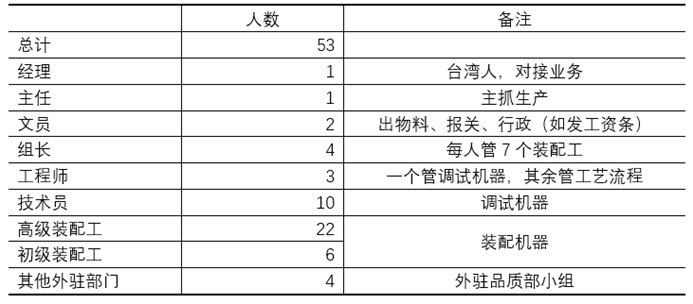 人数 备注
总计 53
经理 1 台湾人，对接业务
主任 1 主抓生产
文员 2 出物料、报关、行政（如发工资条）
组长 4 每人管 7 个装配工
工程师 3 一个管调试机器，其余管工艺流程
技术员 10 调试机器
高级装配工 22
装配机器
初级装配工 6
其他外驻部门 4 外驻品质部小组